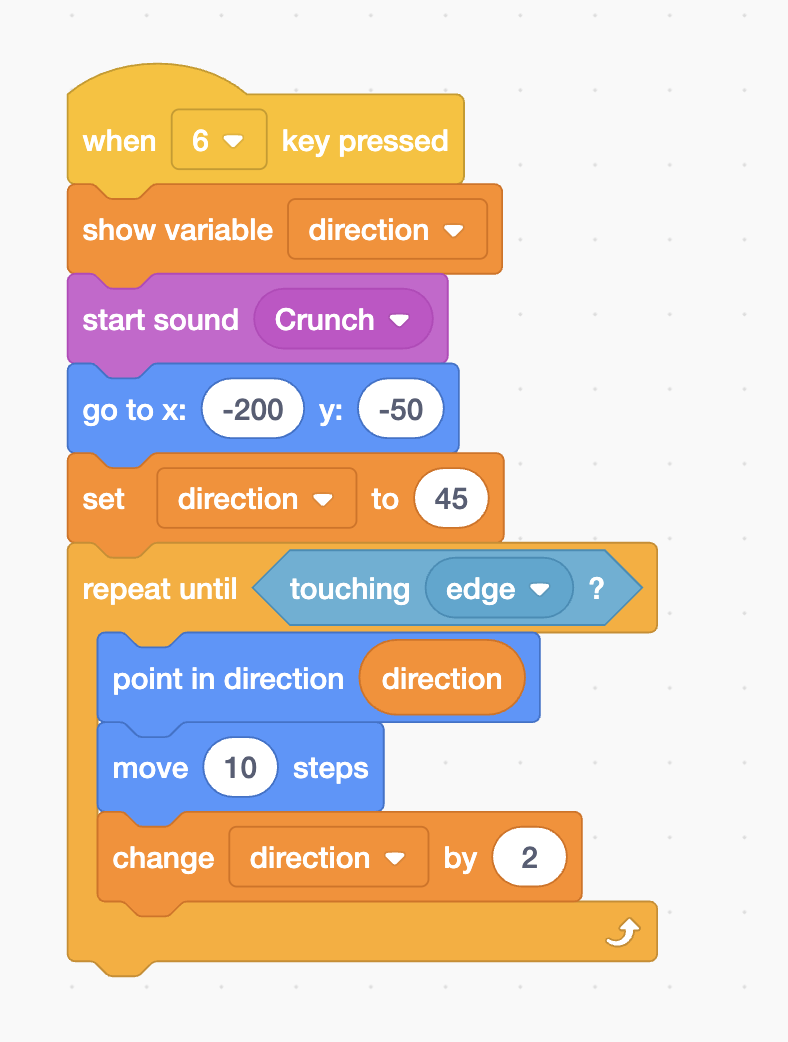 when 6 key pressed
show variable direction
start sound Crunch
go to x: -200 y: -50
set direction to 45
repeat until touching edge ?
point in direction direction
move 10 steps
change direction by 2